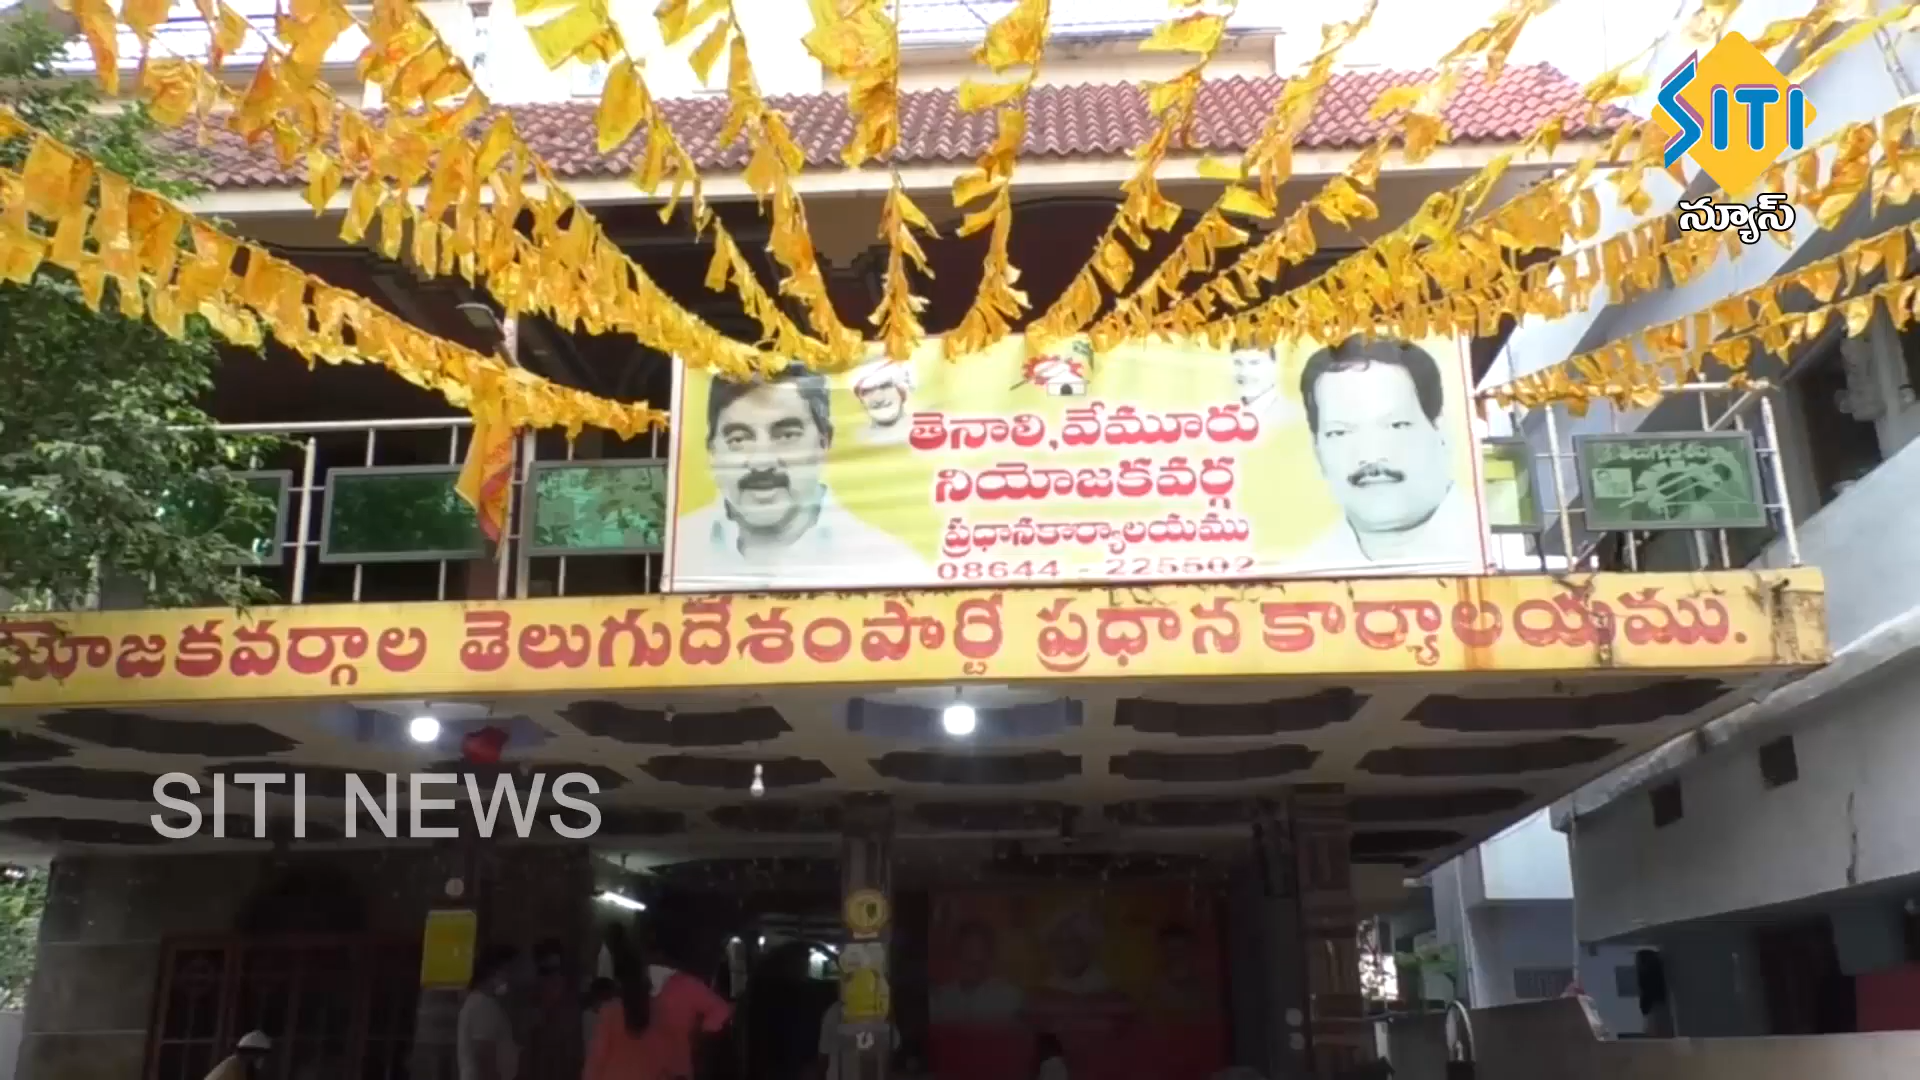 SITI
న్యూస్
తెనాలి,వేమూరు
నియోజకవర్గ
ప్రధానకార్యాలయము
08644 - 225502
తెలుగుదేశం
యోజకవర్గాల తెలుగుదేశంపార్టీ ప్రధాన కార్యాలయము.
SITI NEWS